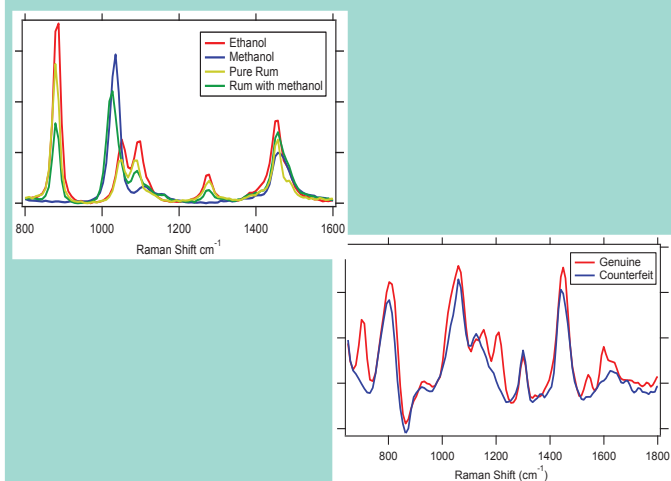 Ethanol
Methanol
Pure Rum
Rum with methanol
800 1000 1200 1400 1600
Raman Shift cm-1
Genuine
Counterfeit
800 1000 1200 1400 1600 1800
Raman Shift (cm-1)